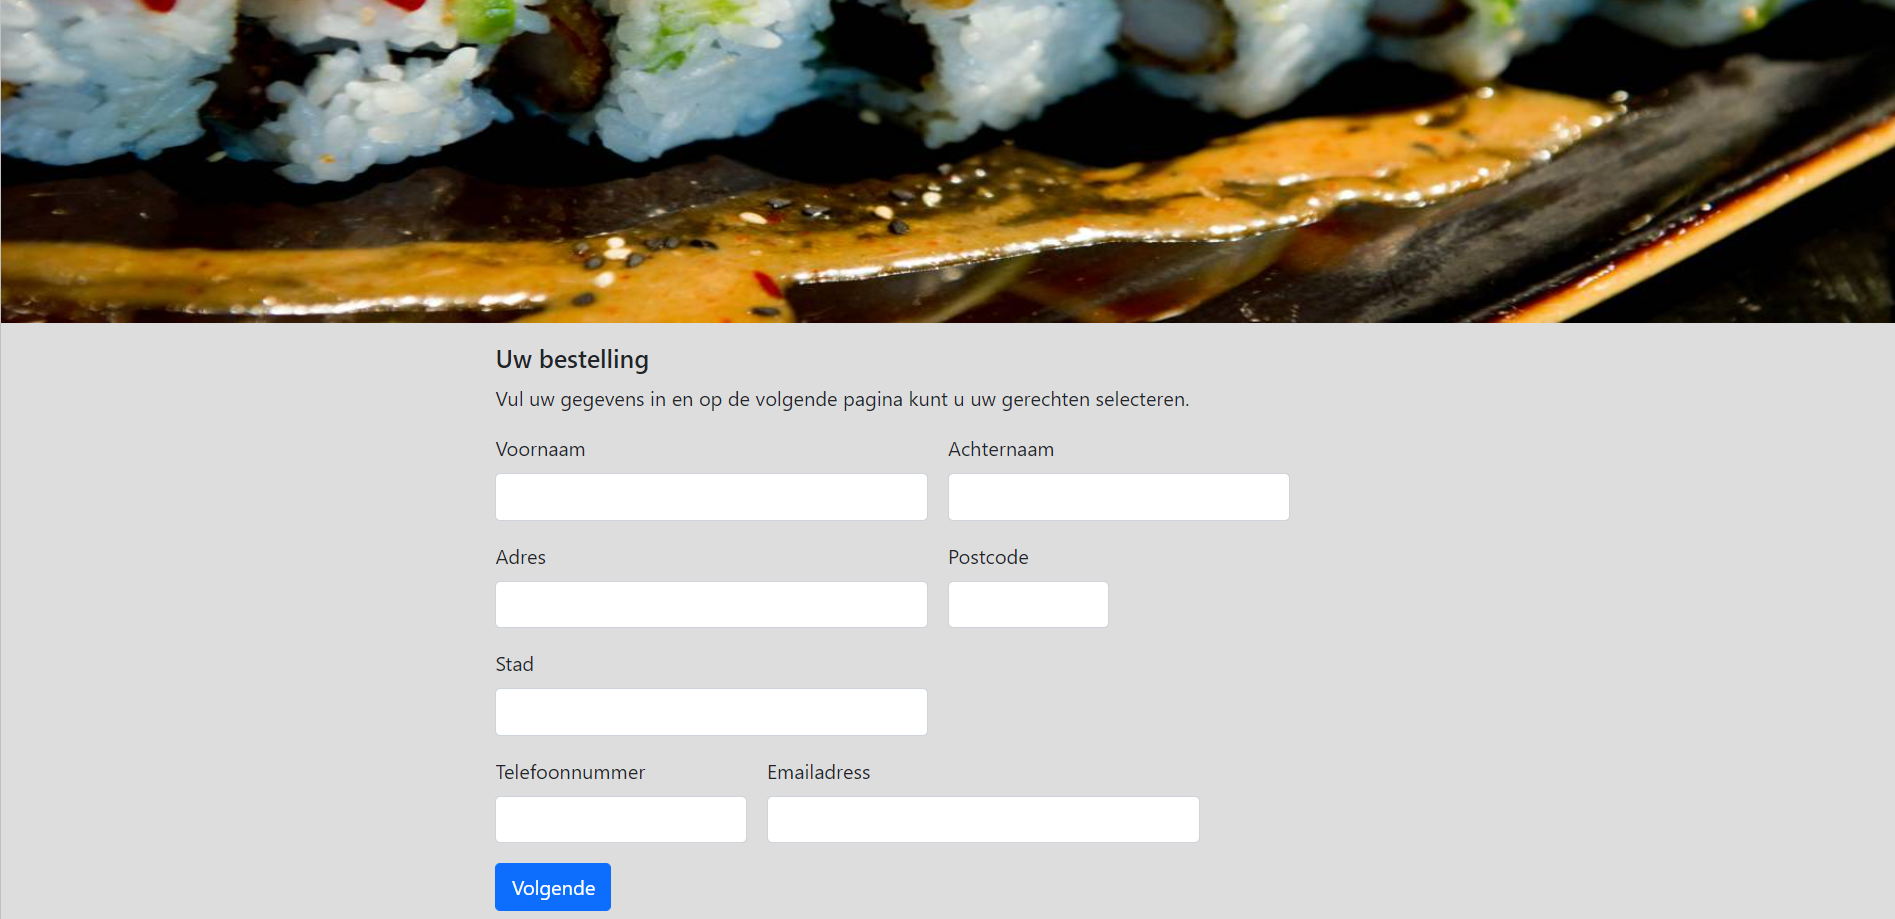 Uw bestelling
Vul uw gegevens in en op de volgende pagina kunt u uw gerechten selecteren.
Voornaam Achternaam
Adres Postcode
Stad
Telefoonnummer Emailadress
Volgende